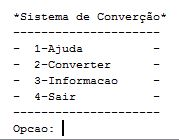 *Sistema de Converção*
----------------------
-  1-Ajuda           -
-  2-Converter       -
-  3-Informacao      -
-  4-Sair            -
----------------------
Opcao: